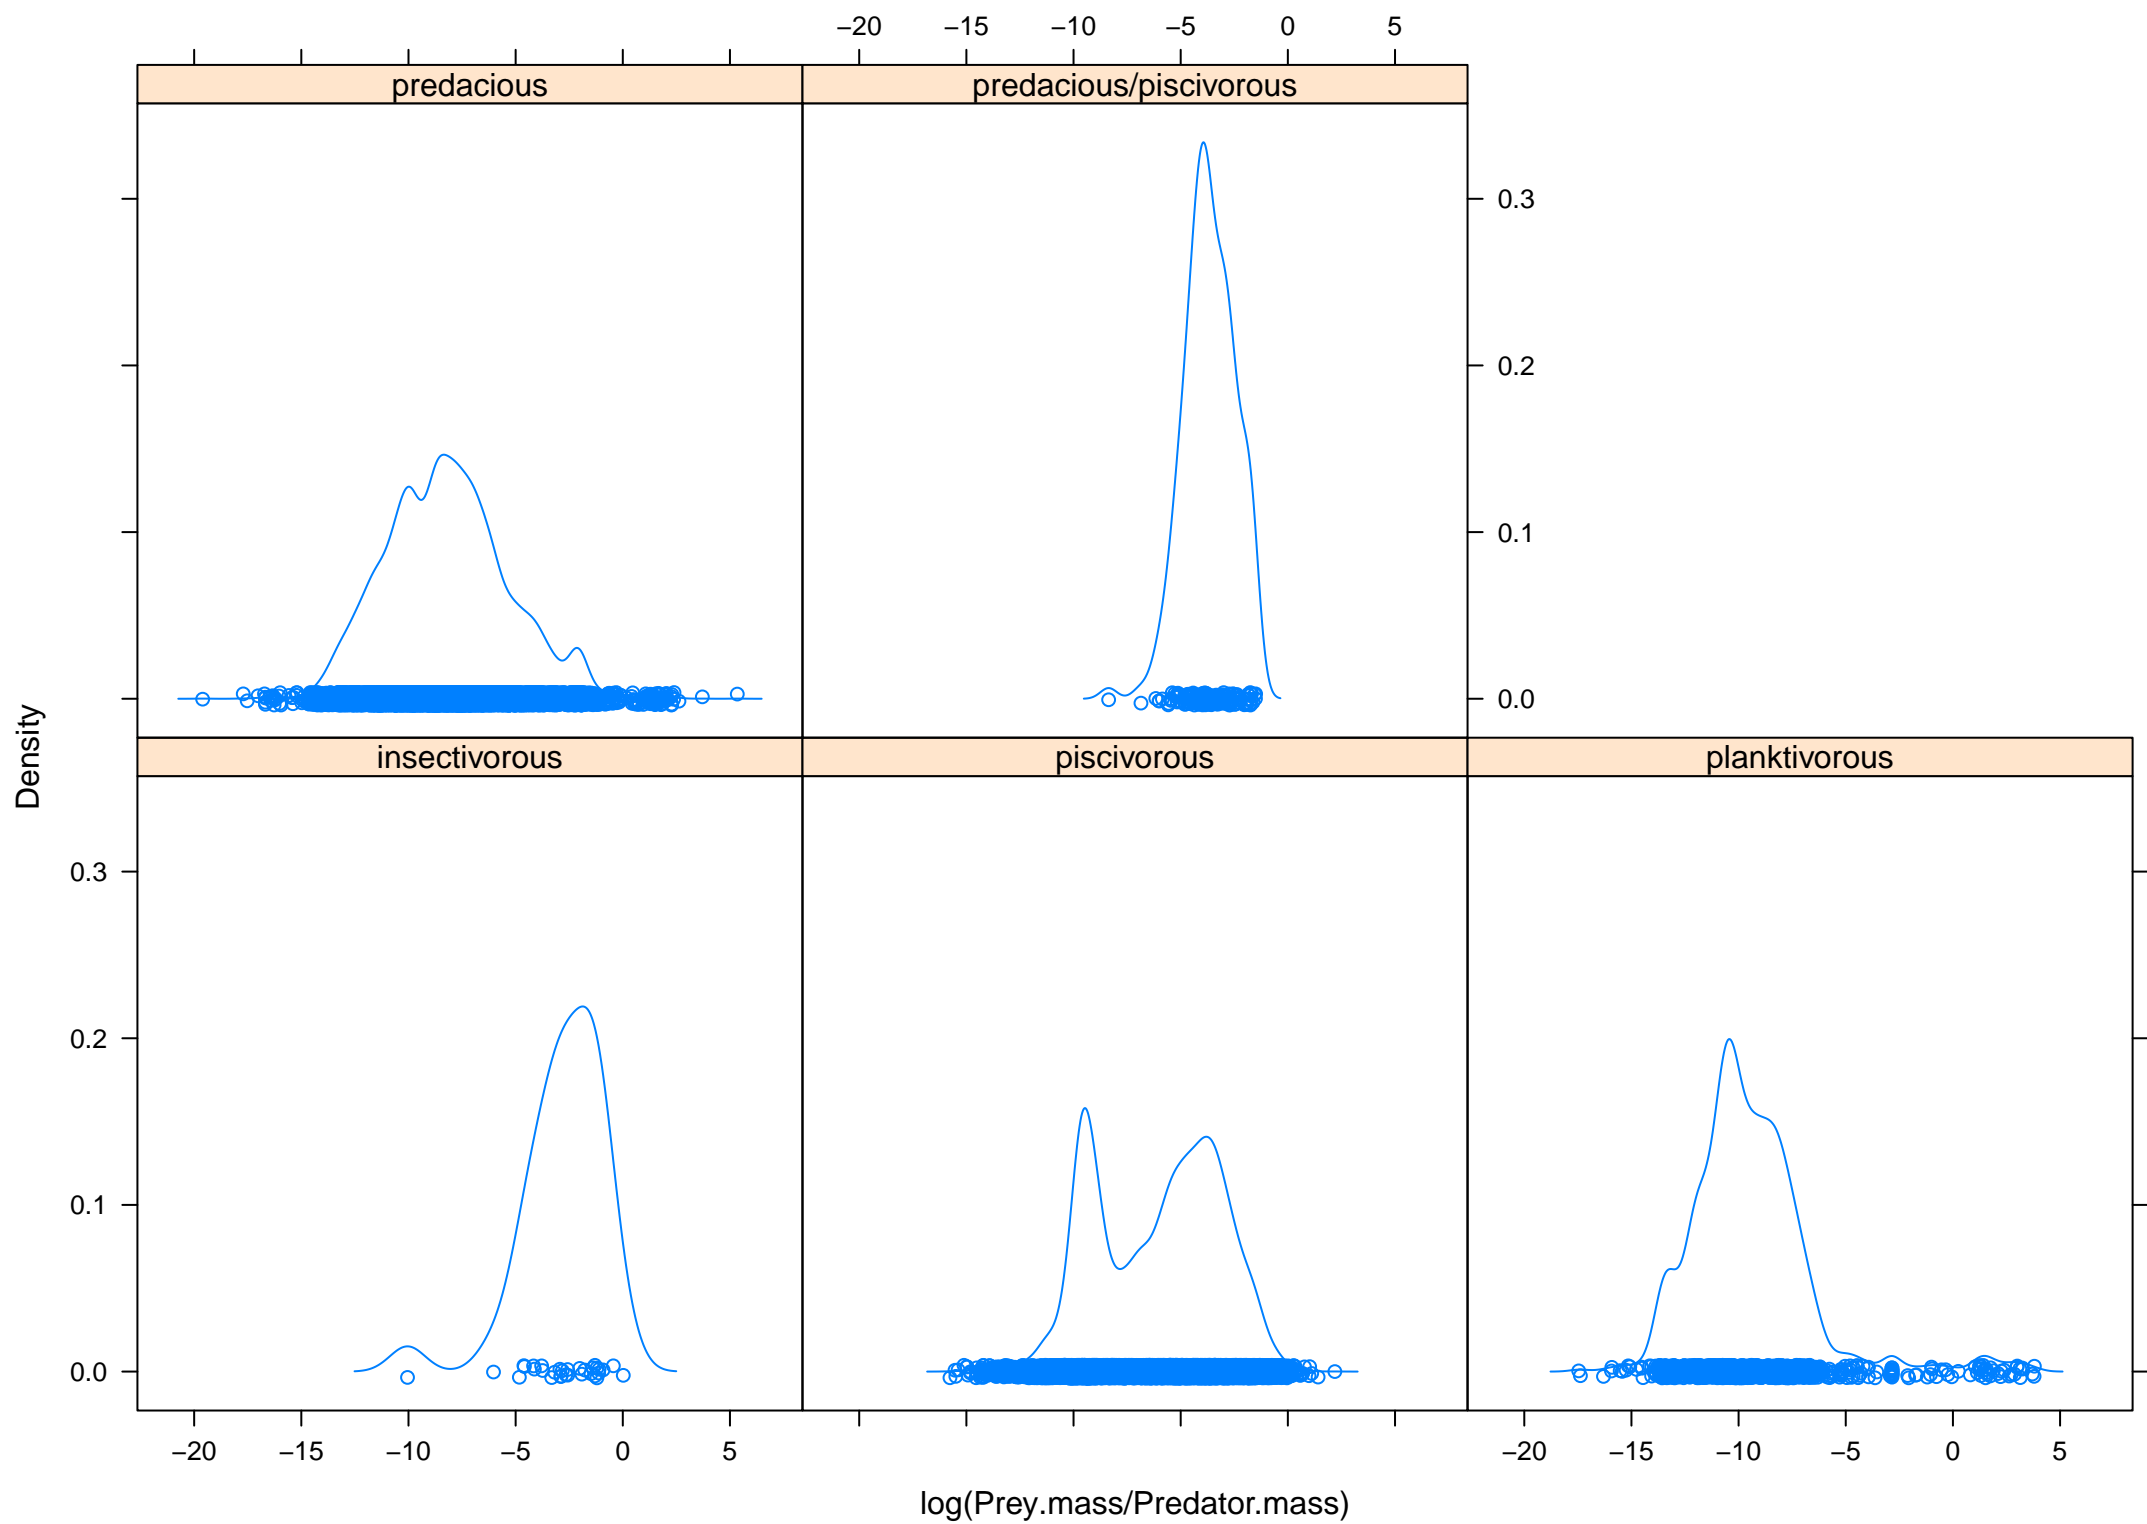 −20 −15 −10 −5 0 5
predacious predacious/piscivorous
0.3
0.2
0.1
0.0
Density
insectivorous piscivorous planktivorous
0.3
0.2
0.1
0.0
−20 −15 −10 −5 0 5 −20 −15 −10 −5 0 5
log(Prey.mass/Predator.mass)